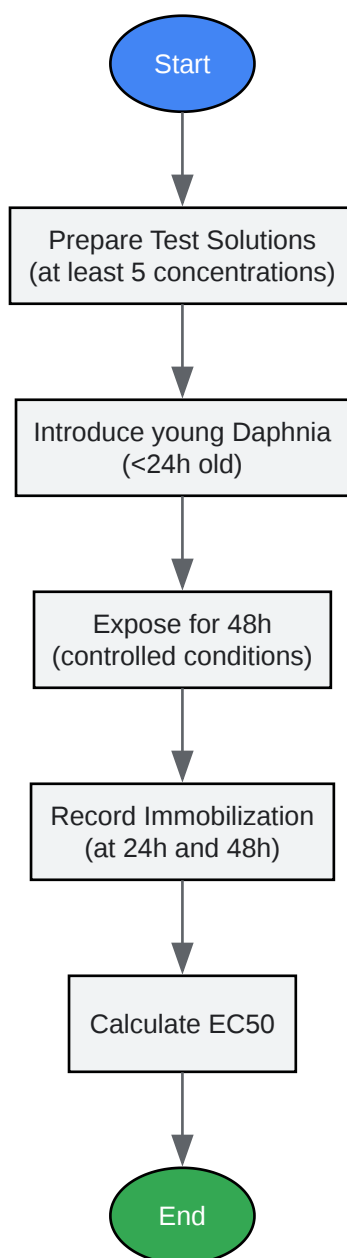 Start
Prepare Test Solutions
(at least 5 concentrations)
Introduce young Daphnia
(<24h old)
Expose for 48h
(controlled conditions)
Record Immobilization
(at 24h and 48h)
Calculate EC50
End